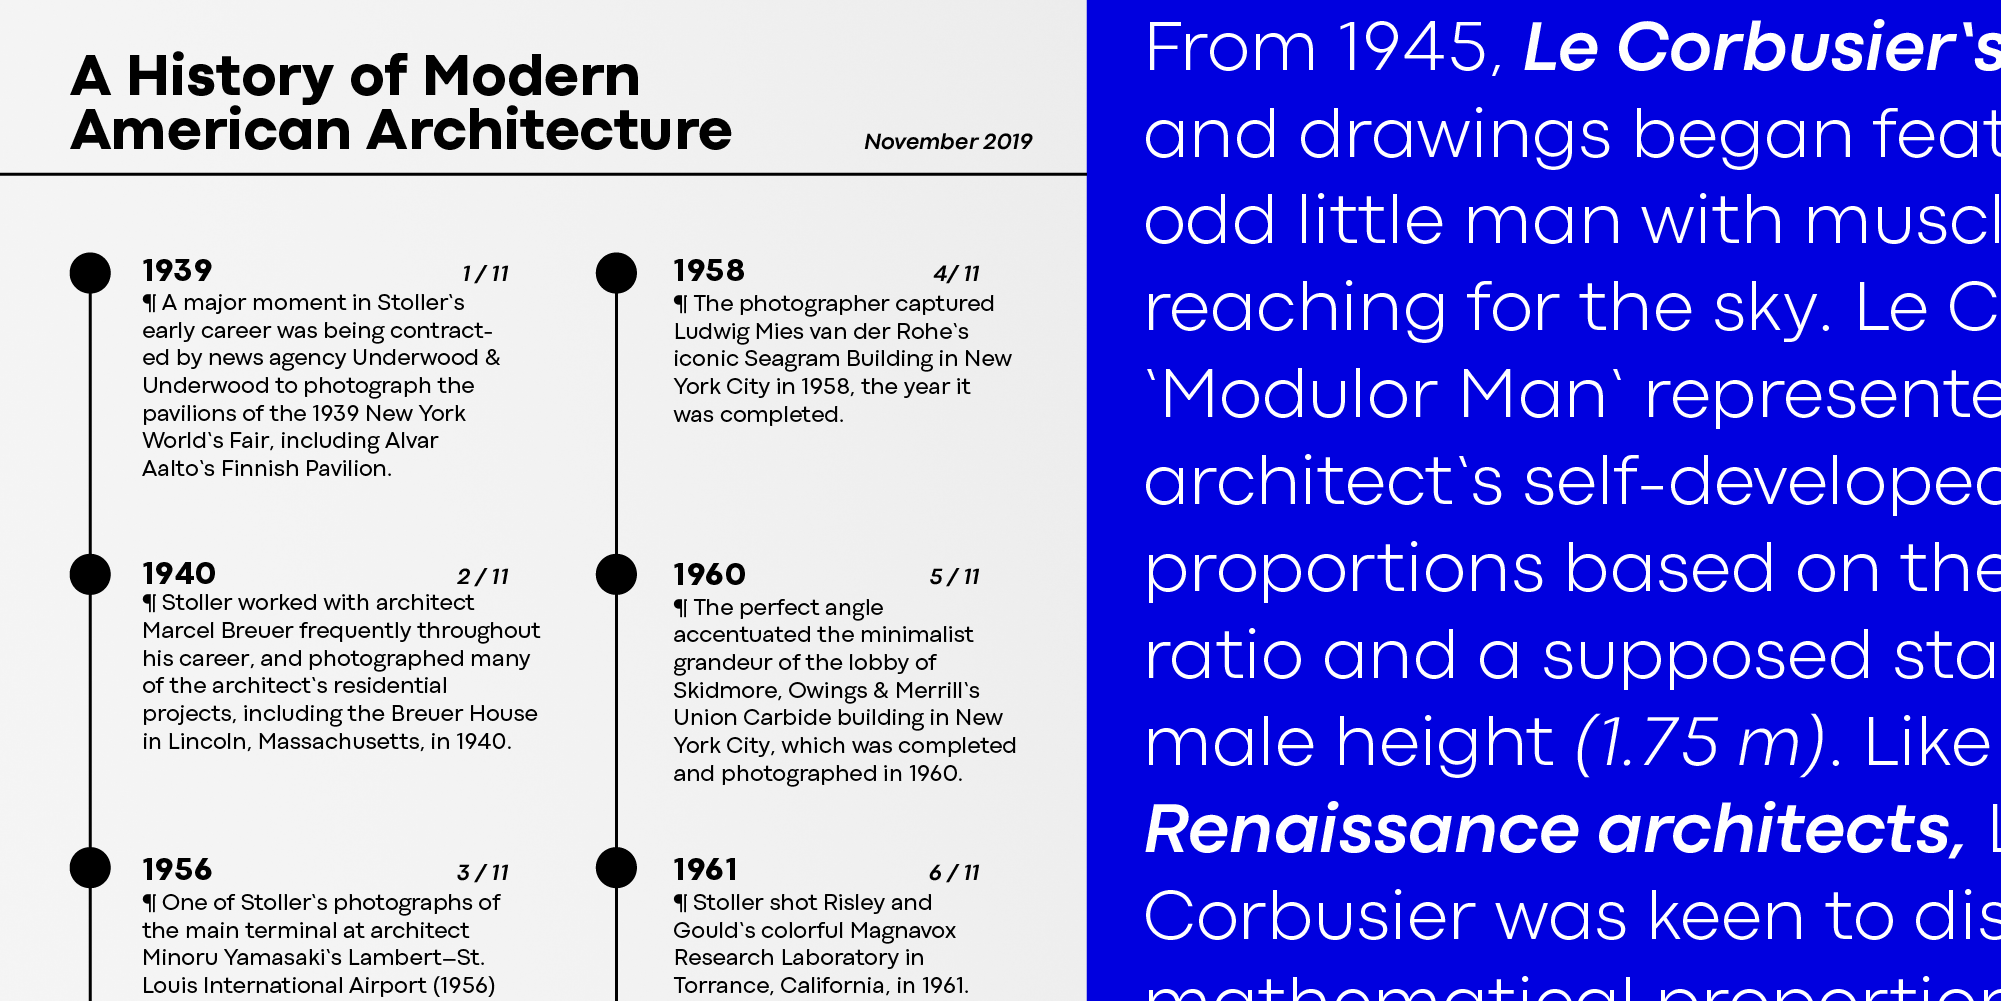 A History of Modern
American Architecture
November 2019
1939
1 / 11
¶ A major moment in Stoller‛s
early career was being contract-
ed by news agency Underwood &
Underwood to photograph the
pavilions of the 1939 New York
World‛s Fair, including Alvar
Aalto‛s Finnish Pavilion.
1940
2 / 11
¶ Stoller worked with architect
Marcel Breuer frequently throughout
his career, and photographed many
of the architect‛s residential
projects, including the Breuer House
in Lincoln, Massachusetts, in 1940.
1956
3 / 11
¶ One of Stoller‛s photographs of
the main terminal at architect
Minoru Yamasaki‛s Lambert–St.
Louis International Airport (1956)
1958
4/ 11
¶ The photographer captured
Ludwig Mies van der Rohe‛s
iconic Seagram Building in New
York City in 1958, the year it
was completed.
1960
5 / 11
¶ The perfect angle
accentuated the minimalist
grandeur of the lobby of
Skidmore, Owings & Merrill‛s
Union Carbide building in New
York City, which was completed
and photographed in 1960.
1961
6 / 11
¶ Stoller shot Risley and
Gould‛s colorful Magnavox
Research Laboratory in
Torrance, California, in 1961.
From 1945, Le Corbusier‛s
and drawings began feat
odd little man with muscl
reaching for the sky. Le C
‛Modulor Man‛ represente
architect‛s self-developed
proportions based on the
ratio and a supposed sta
male height (1.75 m). Like
Renaissance architects, L
Corbusier was keen to dis
mathematical proportion